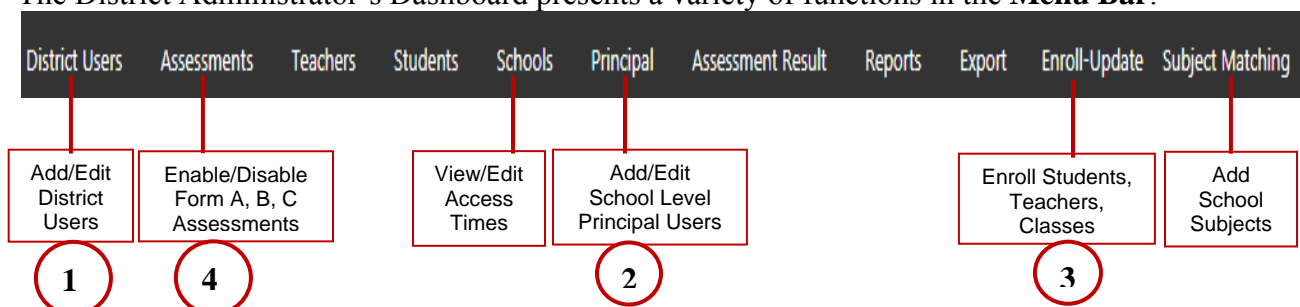 The District Administrator's Dashboard presents a variety of functions in the Menu Bar:
District Users Assessments Teachers Students Schools Principal Assessment Result Reports Export Enroll-Update Subject Matching
Add/Edit
District
Users
Enable/Disable
Form A, B, C
Assessments
View/Edit
Access
Times
Add/Edit
School Level
Principal Users
Enroll Students,
Teachers,
Classes
Add
School
Subjects
1
4
2
3